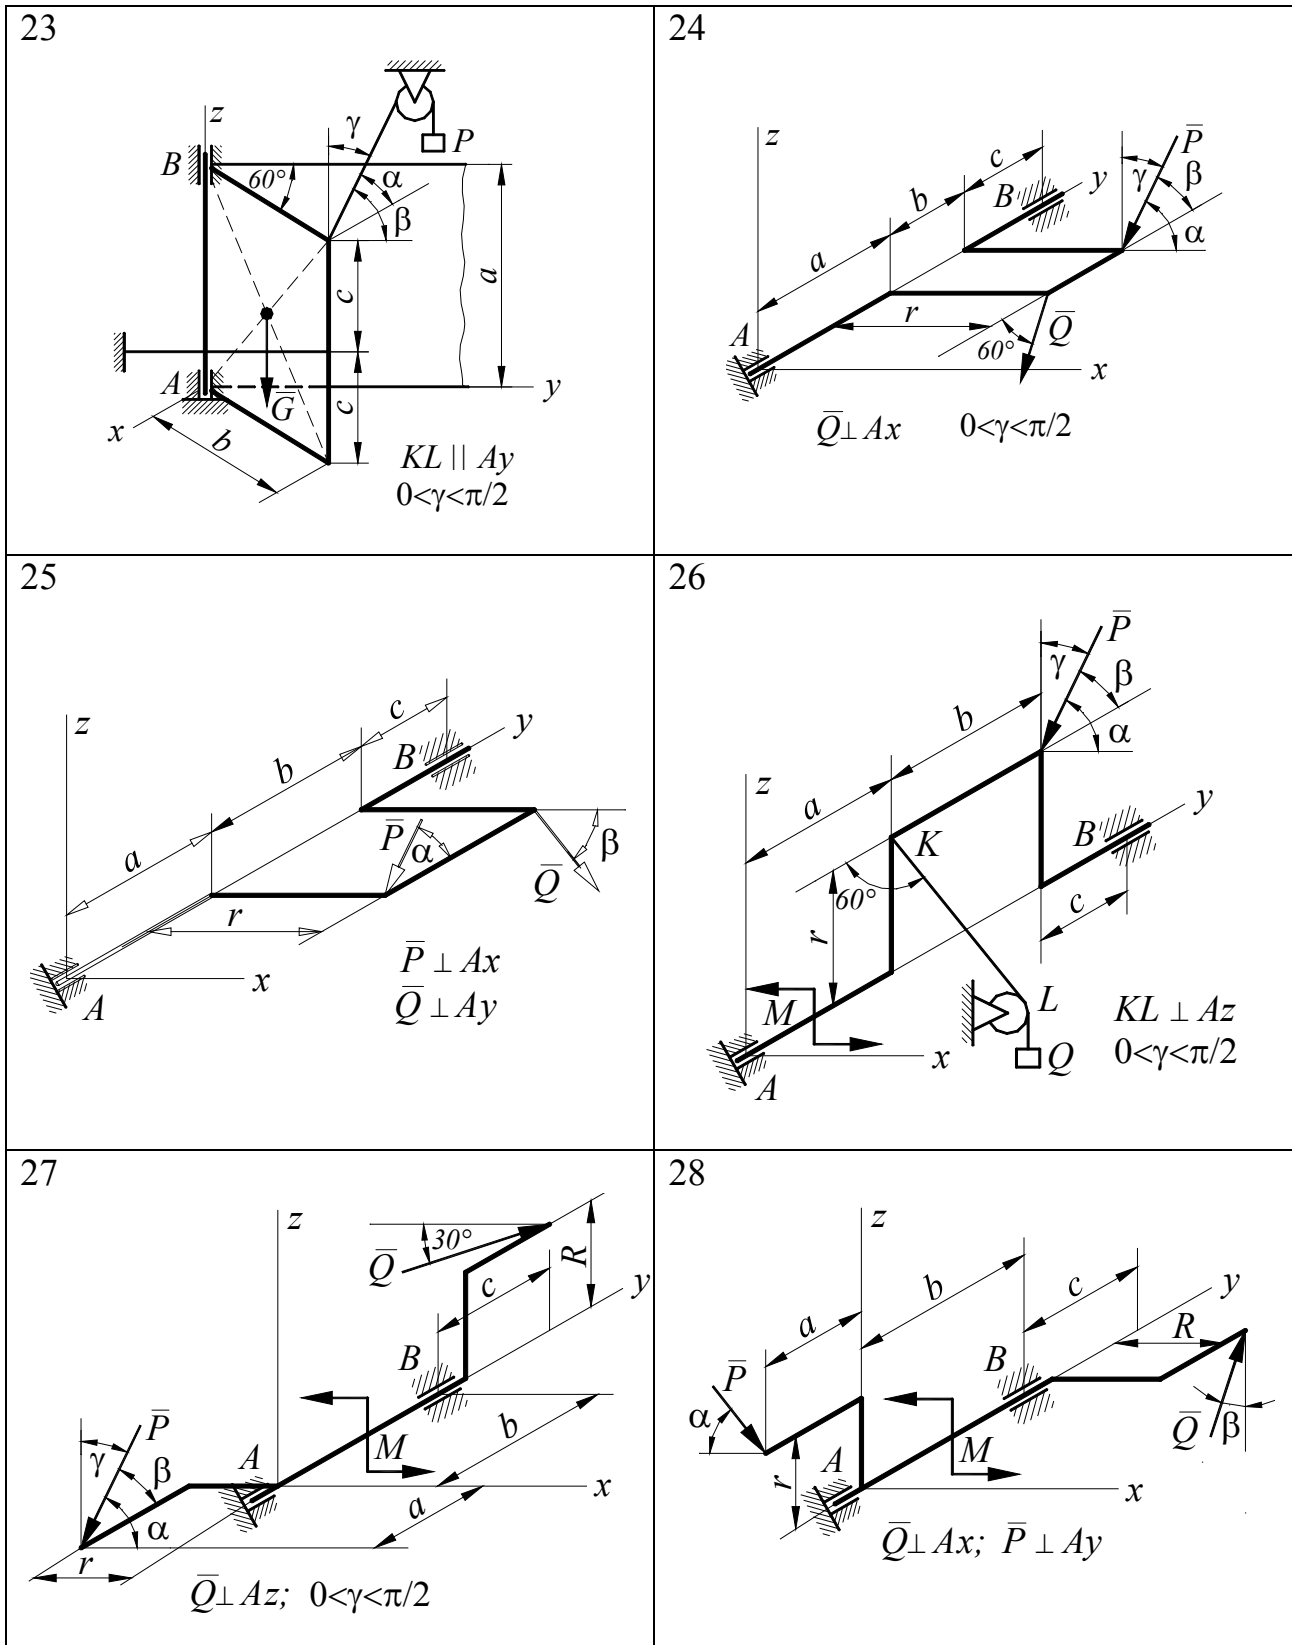 23
z
γ
P
B
60°
α
β
c
a
A
G̅
y
x
b
c
KL || Ay
0<γ<π/2
24
z
P̅
c
γ
β
y
b
B
α
a
r
Q̅
A
60°
x
Q̅⊥Ax 0<γ<π/2
25
z
c
y
b
B
P̅
α
β
a
Q̅
r
x
A
P̅ ⊥ Ax
Q̅ ⊥ Ay
26
P̅
γ
β
b
α
z
a
y
K
B
60°
r
c
M
L
x
Q
A
KL ⊥ Az
0<γ<π/2
27
z
30°
Q̅
R
c
y
B
P̅
γ
β
A
M
b
x
α
a
r
Q̅⊥Az; 0<γ<π/2
28
z
b
c
y
a
B
R
P̅
α
A
M
Q̅
β
r
x
Q̅⊥Ax; P̅ ⊥ Ay